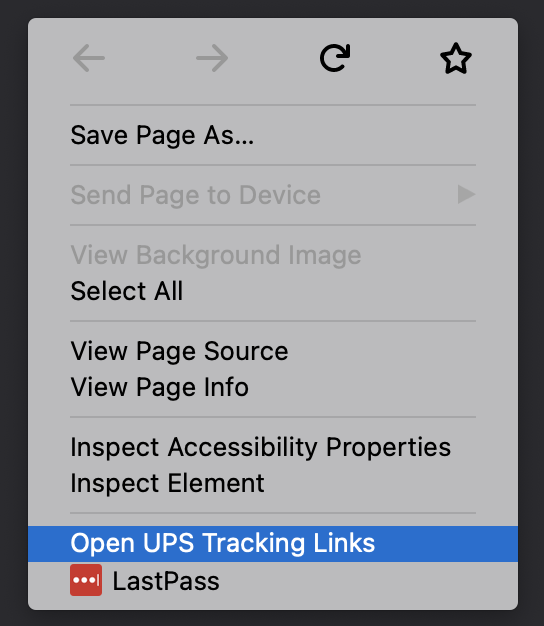 Save Page As...
Send Page to Device
View Background Image
Select All
View Page Source
View Page Info
Inspect Accessibility Properties
Inspect Element
Open UPS Tracking Links
LastPass